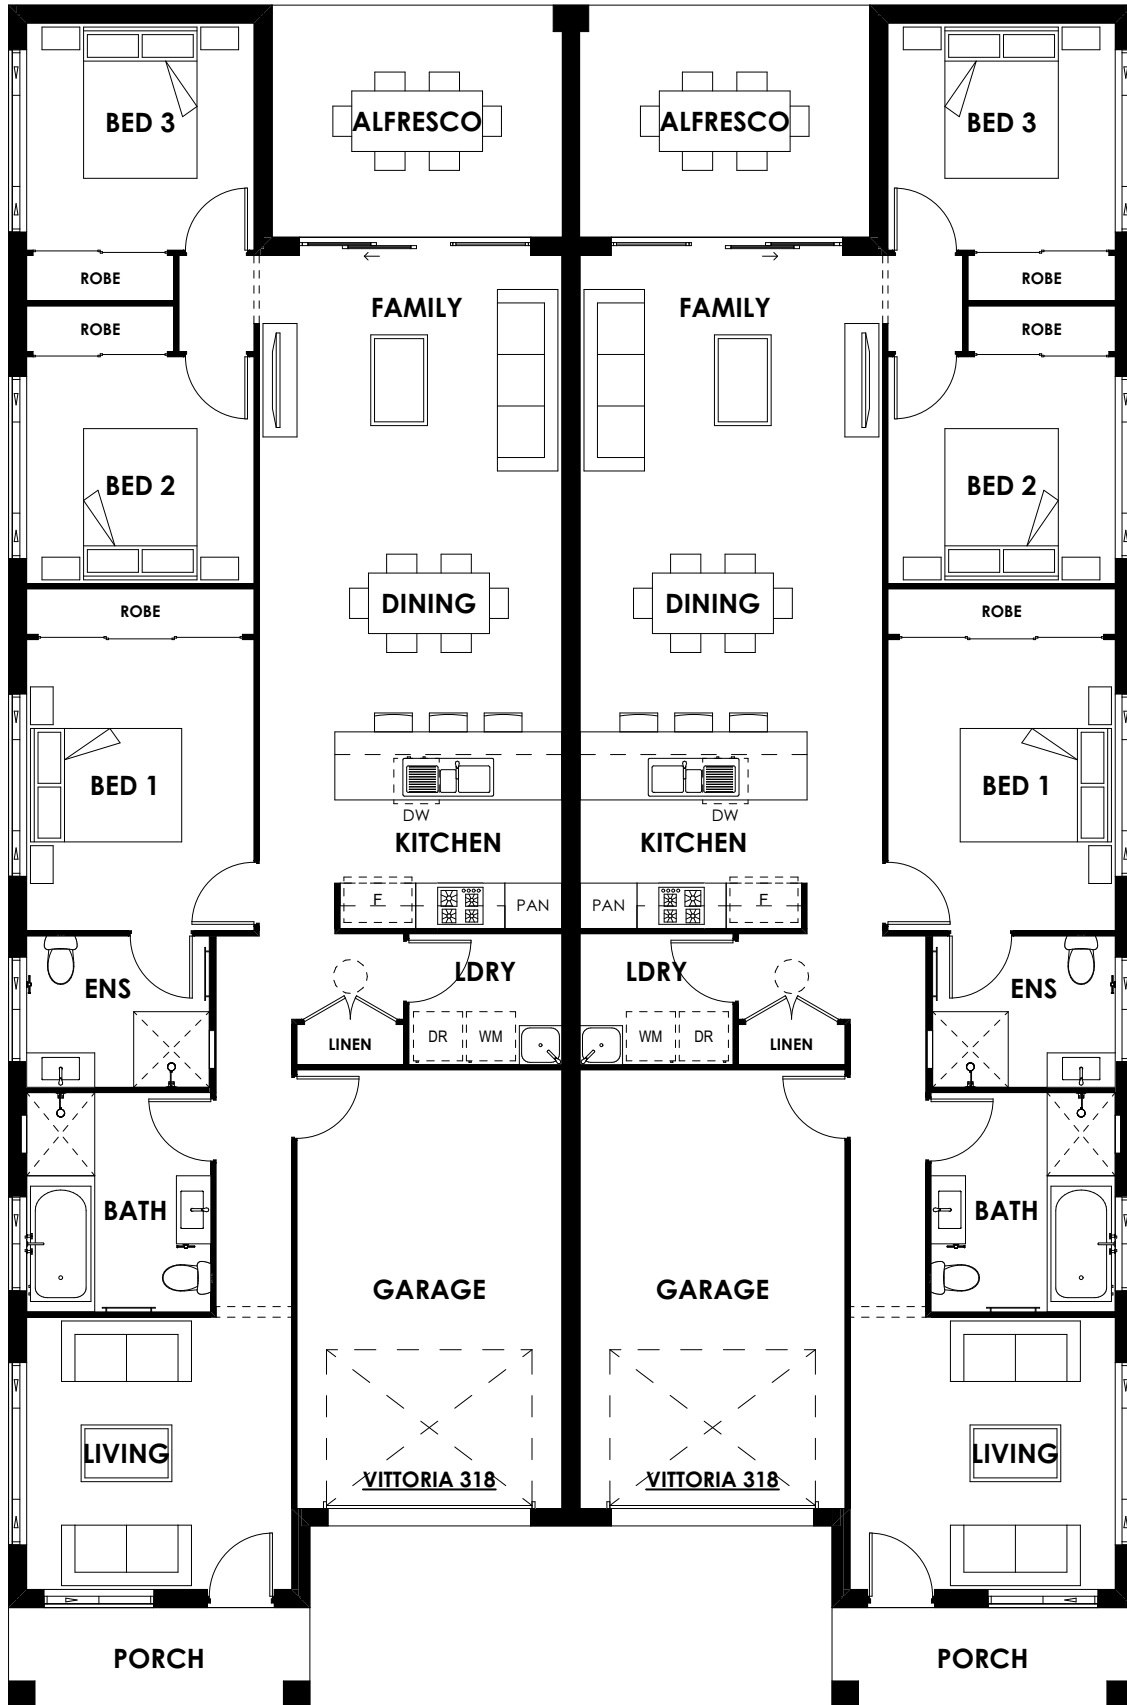 BED 3
ALFRESCO
ALFRESCO
BED 3
ROBE
ROBE
FAMILY
FAMILY
ROBE
ROBE
BED 2
BED 2
DINING
DINING
ROBE
ROBE
BED 1
BED 1
DW
DW
KITCHEN
KITCHEN
F
PAN
PAN
F
ENS
LDRY
LDRY
ENS
LINEN
DR
WM
WM
DR
LINEN
BATH
BATH
GARAGE
GARAGE
LIVING
LIVING
VITTORIA 318
VITTORIA 318
PORCH
PORCH